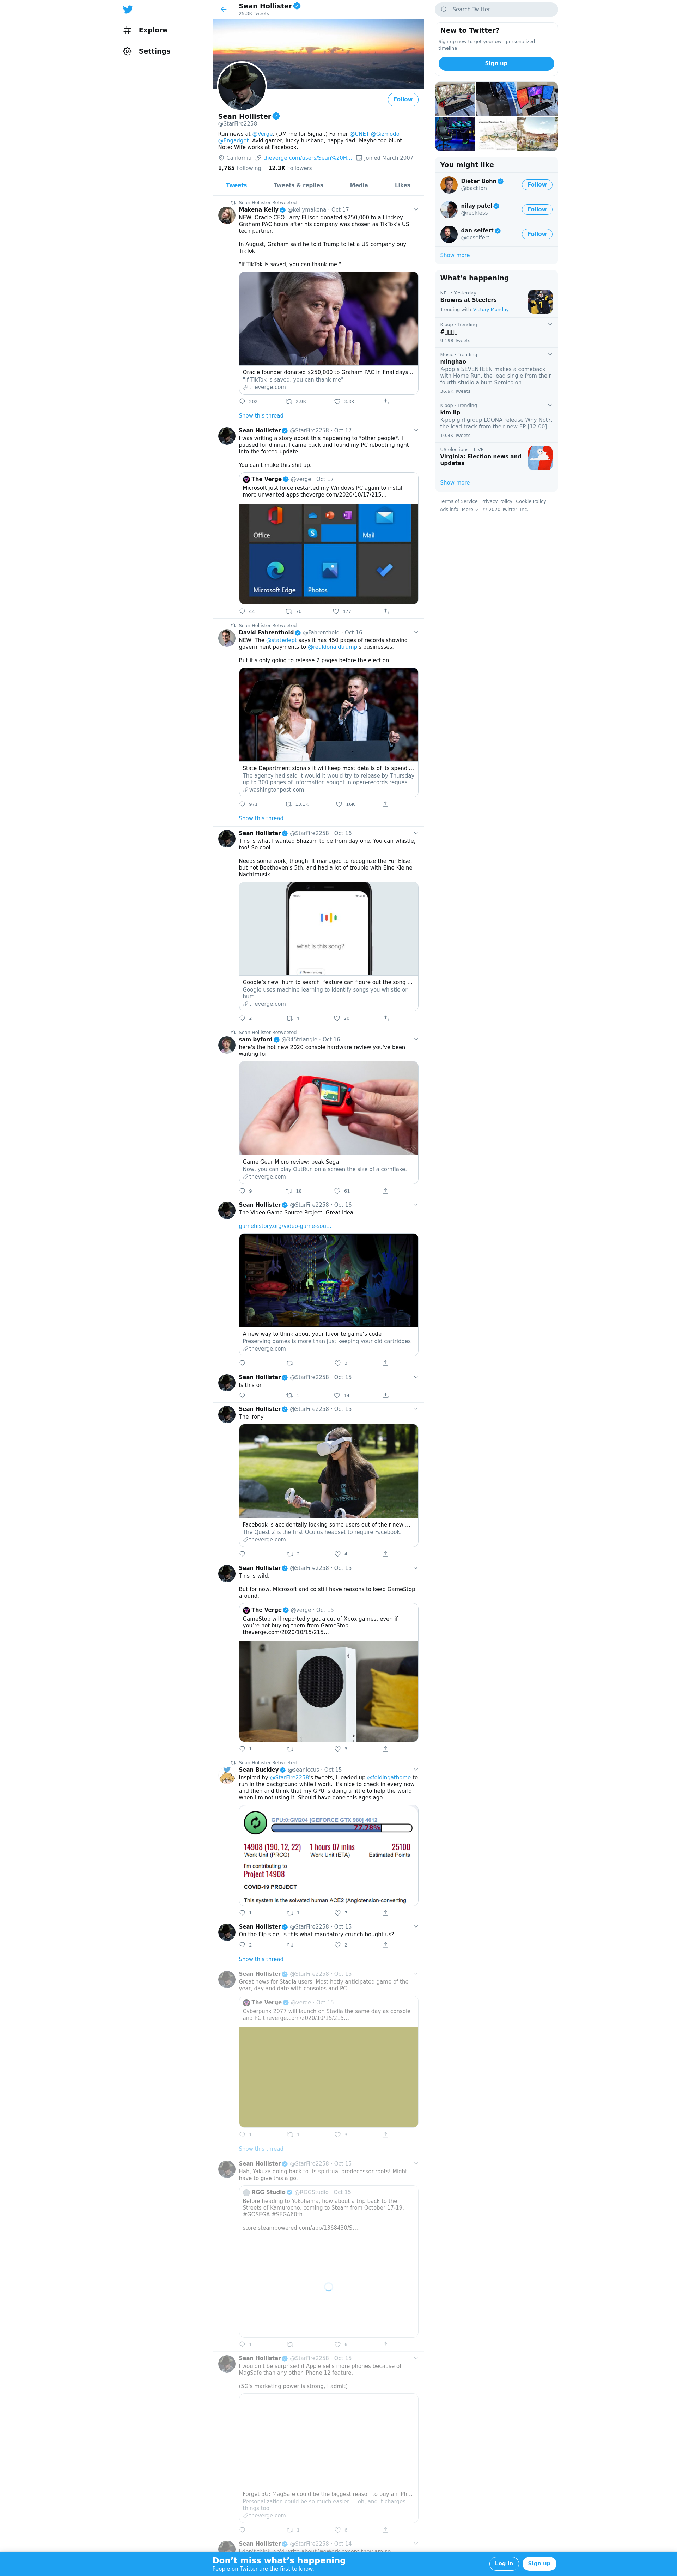 Explore
Settings
Sean Hollister
25.3K Tweets
Follow
Sean Hollister
@StarFire2258
Run news at @Verge. (DM me for Signal.) Former @CNET @Gizmodo
@Engadget. Avid gamer, lucky husband, happy dad! Maybe too blunt.
Note: Wife works at Facebook.
California theverge.com/users/Sean%20H... Joined March 2007
1,765 Following 12.3K Followers
Tweets Tweets & replies Media Likes
Sean Hollister Retweeted
Makena Kelly @kellymakena · Oct 17
NEW: Oracle CEO Larry Ellison donated $250,000 to a Lindsey
Graham PAC hours after his company was chosen as TikTok's US
tech partner.
In August, Graham said he told Trump to let a US company buy
TikTok.
"If TikTok is saved, you can thank me."
Oracle founder donated $250,000 to Graham PAC in final days...
"If TikTok is saved, you can thank me"
theverge.com
202 2.9K 3.3K
Show this thread
Sean Hollister @StarFire2258 · Oct 17
I was writing a story about this happening to *other people*. I
paused for dinner. I came back and found my PC rebooting right
into the forced update.
You can't make this shit up.
The Verge @verge · Oct 17
Microsoft just force restarted my Windows PC again to install
more unwanted apps theverge.com/2020/10/17/215...
Office
Mail
Microsoft Edge
Photos
44 70 477
Sean Hollister Retweeted
David Fahrenthold @Fahrenthold · Oct 16
NEW: The @statedept says it has 450 pages of records showing
government payments to @realdonaldtrump's businesses.
But it's only going to release 2 pages before the election.
State Department signals it will keep most details of its spendi...
The agency had said it would it would try to release by Thursday
up to 300 pages of information sought in open-records reques...
washingtonpost.com
971 13.1K 16K
Show this thread
Sean Hollister @StarFire2258 · Oct 16
This is what I wanted Shazam to be from day one. You can whistle,
too! So cool.
Needs some work, though. It managed to recognize the Für Elise,
but not Beethoven's 5th, and had a lot of trouble with Eine Kleine
Nachtmusik.
what is this song?
Google's new 'hum to search' feature can figure out the song ...
Google uses machine learning to identify songs you whistle or
hum
theverge.com
2 4 20
Sean Hollister Retweeted
sam byford @345triangle · Oct 16
here's the hot new 2020 console hardware review you've been
waiting for
Game Gear Micro review: peak Sega
Now, you can play OutRun on a screen the size of a cornflake.
theverge.com
9 19 91
Sean Hollister @StarFire2258 · Oct 16
The Video Game Source Project. Great idea.
gamehistory.org/video-game-sou...
A new way to think about your favorite game's code
Preserving games is more than just keeping your old cartridges
theverge.com
3
Sean Hollister @StarFire2258 · Oct 15
Is this on
1 14
Sean Hollister @StarFire2258 · Oct 15
The irony
Facebook is accidentally locking some users out of their new ...
The Quest 2 is the first Oculus headset to require Facebook.
theverge.com
2 4
Sean Hollister @StarFire2258 · Oct 15
This is wild.
But for now, Microsoft and co still have reasons to keep GameStop
around.
The Verge @verge · Oct 15
GameStop will reportedly get a cut of Xbox games, even if
you're not buying them from GameStop
theverge.com/2020/10/15/215...
1 3
Sean Hollister Retweeted
Sean Buckley @seaniccus · Oct 15
Inspired by @StarFire2258's tweets, I loaded up @foldingathome to
run in the background while I work. It's nice to check in every now
and then and think that my GPU is doing a little to help the world
when I'm not using it. Should have done this ages ago.
GPU:0:GM204 [GEFORCE GTX 980] 4612
77.78%
14908 (190, 12, 22) 1 hours 07 mins 25100
Work Unit (PRCG) Work Unit (ETA) Estimated Points
I'm contributing to
Project 14908
COVID-19 PROJECT
This system is the solvated human ACE2 (Angiotension-converting
1 1 7
Sean Hollister @StarFire2258 · Oct 15
On the flip side, is this what mandatory crunch bought us?
2 2
Show this thread
Sean Hollister @StarFire2258 · Oct 15
Great news for Stadia users. Most hotly anticipated game of the
year, day and date with consoles and PC.
The Verge @verge · Oct 15
Cyberpunk 2077 will launch on Stadia the same day as console
and PC theverge.com/2020/10/15/215...
Show this thread
Sean Hollister @StarFire2258 · Oct 15
Hah, Yakuza going back to its spiritual predecessor roots! Might
have to give this a go.
RGG Studio @RGGStudio · Oct 15
Before heading to Yokohama, how about a trip back to the
Streets of Kamurocho, coming to Steam from October 17-19.
#GOSEGA #SEGA60th
store.steampowered.com/app/1368430/St...
Sean Hollister @StarFire2258 · Oct 15
I wouldn't be surprised if Apple sells more phones because of
MagSafe than any other iPhone 12 feature.
(5G's marketing power is strong, I admit)
Forget 5G: MagSafe could be the biggest reason to buy an iPh...
Personalization could be so much easier — oh, and it charges
things too.
theverge.com
Sean Hollister @StarFire2258 · Oct 14
Search Twitter
New to Twitter?
Sign up now to get your own personalized
timeline!
Sign up
You might like
Dieter Bohn
@backlon
Follow
nilay patel
@reckless
Follow
dan seifert
@dcseifert
Follow
Show more
What's happening
NFL · Yesterday
Browns at Steelers
Trending with Victory Monday
K-pop · Trending
9,198 Tweets
Music · Trending
minghao
K-pop's SEVENTEEN makes a comeback
with Home Run, the lead single from their
fourth studio album Semicolon
36.9K Tweets
K-pop · Trending
kim lip
K-pop girl group LOONA release Why Not?,
the lead track from their new EP [12:00]
10.4K Tweets
US elections · LIVE
Virginia: Election news and
updates
Show more
Terms of Service Privacy Policy Cookie Policy
Ads info More © 2020 Twitter, Inc.
Don't miss what's happening
People on Twitter are the first to know.
Log in
Sign up